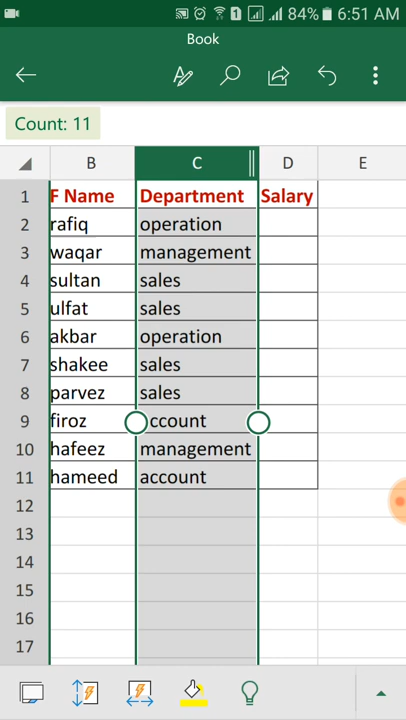 1 84% 6:51 AM
Book
Count: 11
B C D E
1 F Name Department Salary
2 rafiq operation
3 waqar management
4 sultan sales
5 ulfat sales
6 akbar operation
7 shakee sales
8 parvez sales
9 firoz ccount
10 hafeez management
11 hameed account
12
13
14
15
16
17